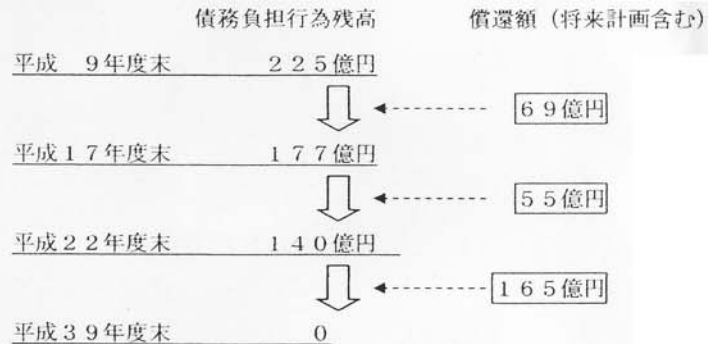 債務負担行為残高　　償還額（将来計画含む）
平成　９年度末　　２２５億円
６９億円
平成１７年度末　　１７７億円
５５億円
平成２２年度末　　１４０億円
１６５億円
平成３９年度末　　０